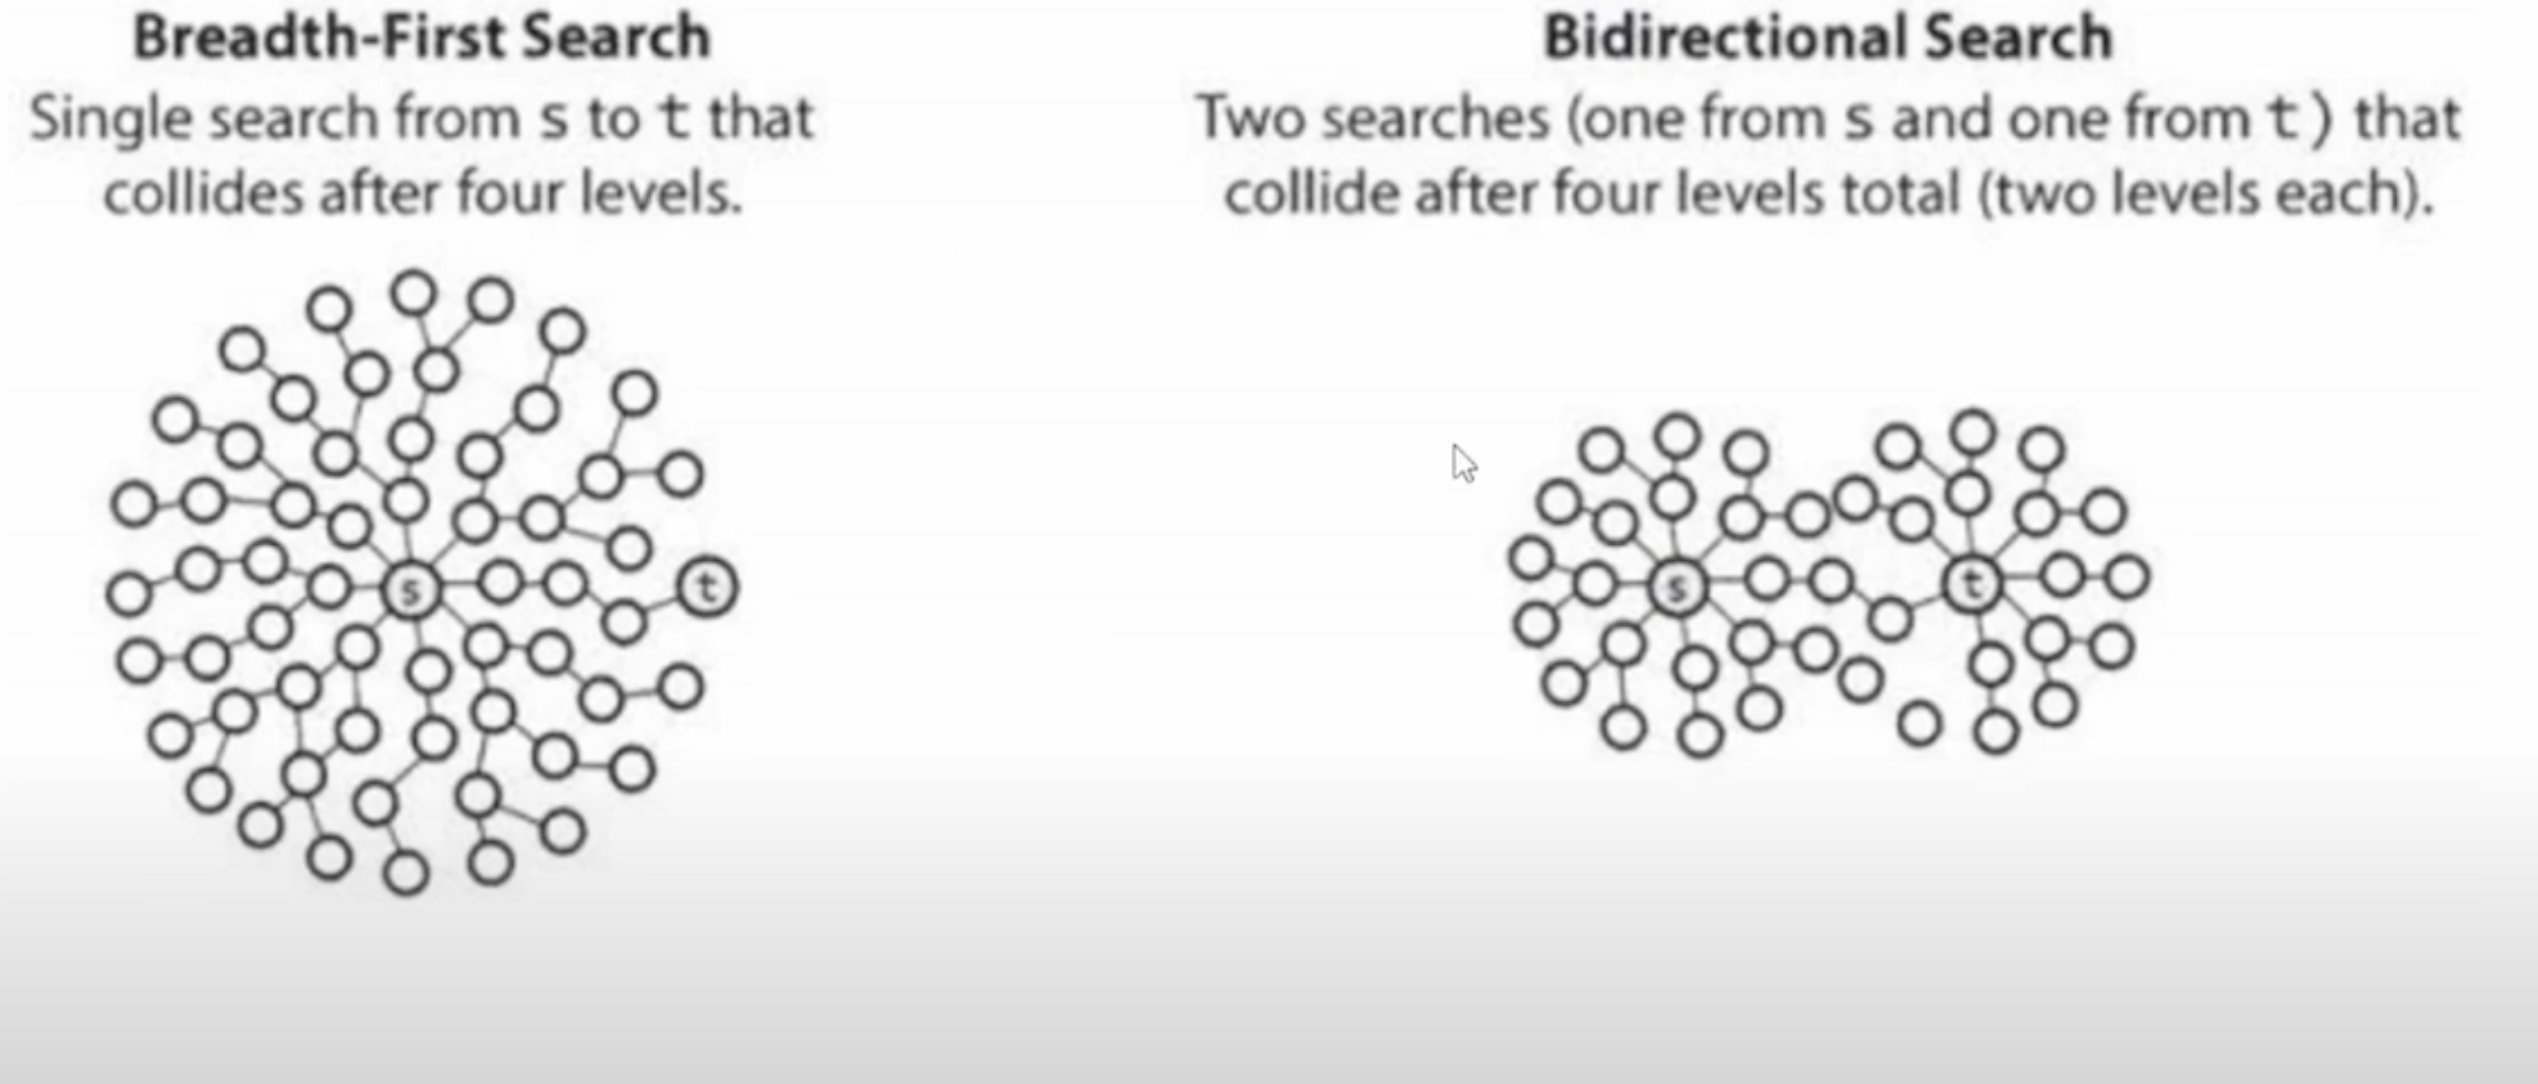 Breadth-First Search
Single search from s to t that
collides after four levels.
s
t
Bidirectional Search
Two searches (one from s and one from t) that
collide after four levels total (two levels each).
s
t